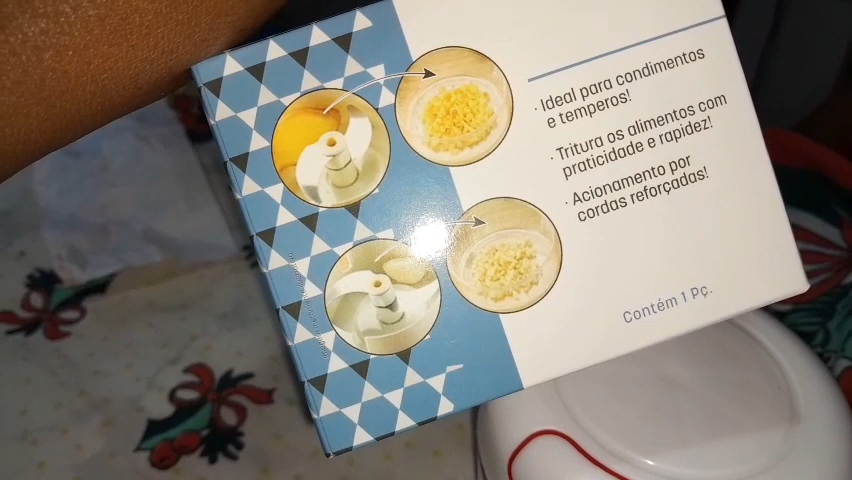 · Ideal para condimentos
e temperos!
· Tritura os alimentos com
praticidade e rapidez!
· Acionamento por
cordas reforçadas!
Contém 1 Pç.